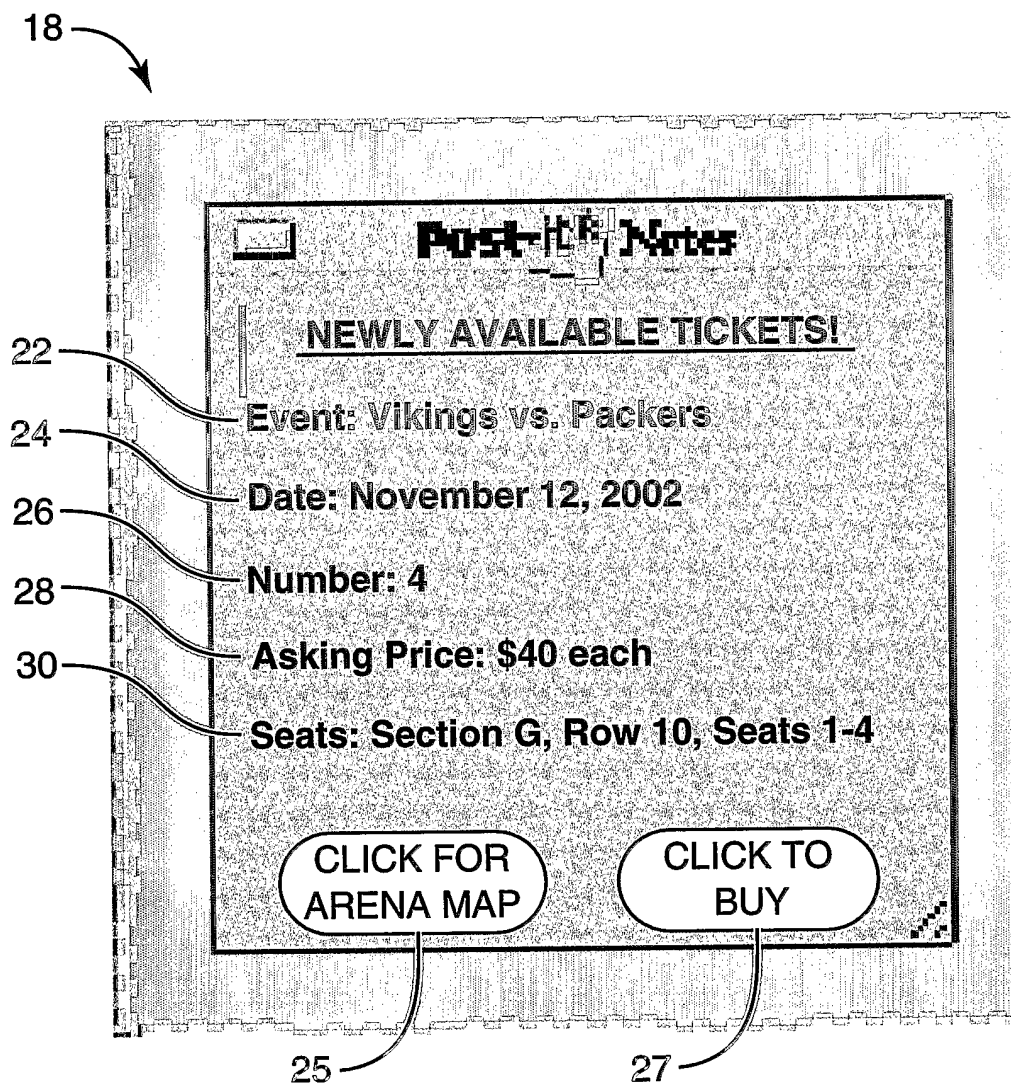 18
Post-it® Notes
NEWLY AVAILABLE TICKETS!
22
Event: Vikings vs. Packers
24
Date: November 12, 2002
26
Number: 4
28
Asking Price: $40 each
30
Seats: Section G, Row 10, Seats 1-4
CLICK FOR
ARENA MAP
CLICK TO
BUY
25
27